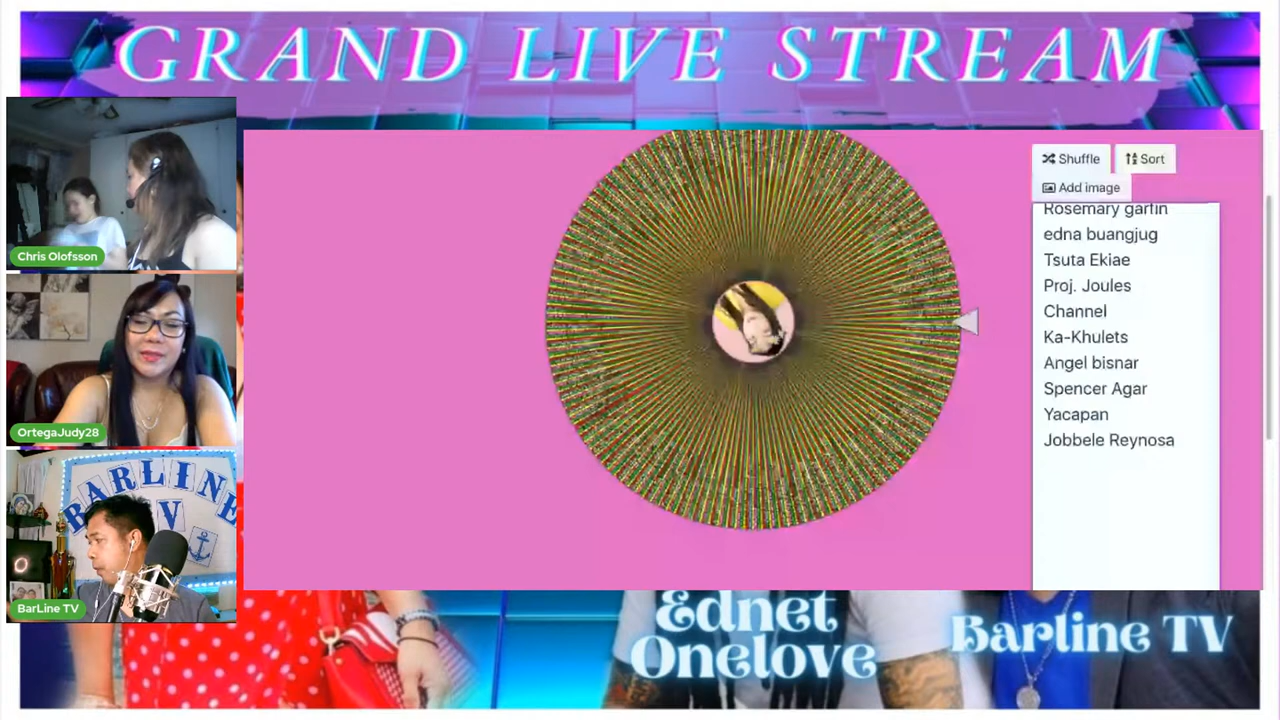 GRAND LIVE STREAM
Shuffle
Sort
Add image
Rosemary garfin
edna buangjug
Tsuta Ekiae
Proj. Joules
Channel
Ka-Khulets
Angel bisnar
Spencer Agar
Yacapan
Jobbele Reynosa
Chris Olofsson
OrtegaJudy28
BARLINE
TV
BarLine TV
Ednet
Onelove
Barline TV